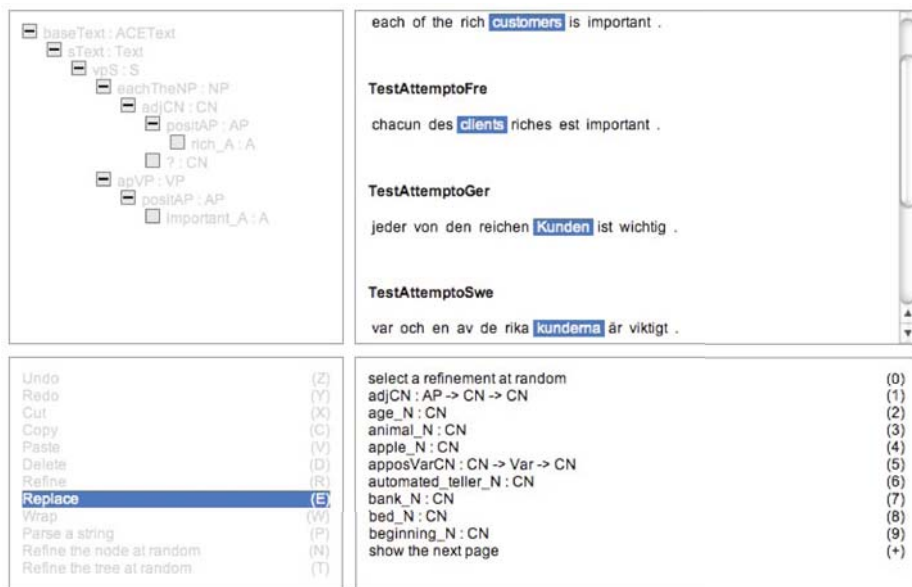 baseText : ACEText
sText : Text
vpS : S
eachTheNP : NP
adjCN : CN
positAP : AP
rich_A : A
? : CN
apVP : VP
positAP : AP
important_A : A
each of the rich customers is important .
TestAttemptoFre
chacun des clients riches est important .
TestAttemptoGer
jeder von den reichen Kunden ist wichtig .
TestAttemptoSwe
var och en av de rika kunderna är viktigt .
Undo (Z)
Redo (Y)
Cut (X)
Copy (C)
Paste (V)
Delete (D)
Refine (R)
Replace (E)
Wrap (W)
Parse a string (P)
Refine the node at random (N)
Refine the tree at random (T)
select a refinement at random (0)
adjCN : AP -> CN -> CN (1)
age_N : CN (2)
animal_N : CN (3)
apple_N : CN (4)
apposVarCN : CN -> Var -> CN (5)
automated_teller_N : CN (6)
bank_N : CN (7)
bed_N : CN (8)
beginning_N : CN (9)
show the next page (+)